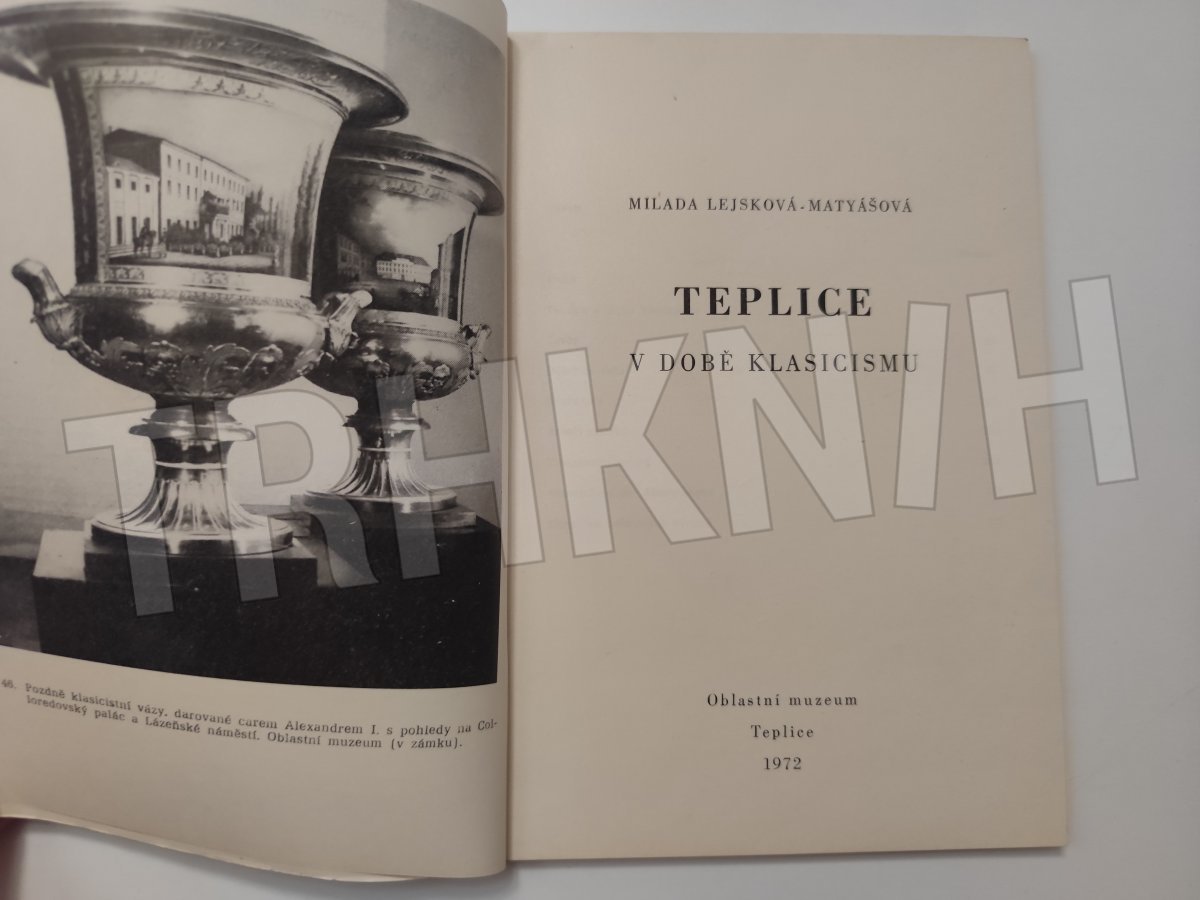 46. Pozdně klasicistní vázy, darované carem Alexandrem I. s pohledy na Col-
loredovský palác a Lázeňské náměstí. Oblastní muzeum (v zámku).
MILADA LEJSKOVÁ-MATYÁŠOVÁ
TEPLICE
V DOBĚ KLASICISMU
Oblastní muzeum
Teplice
1972
TRHKNIH